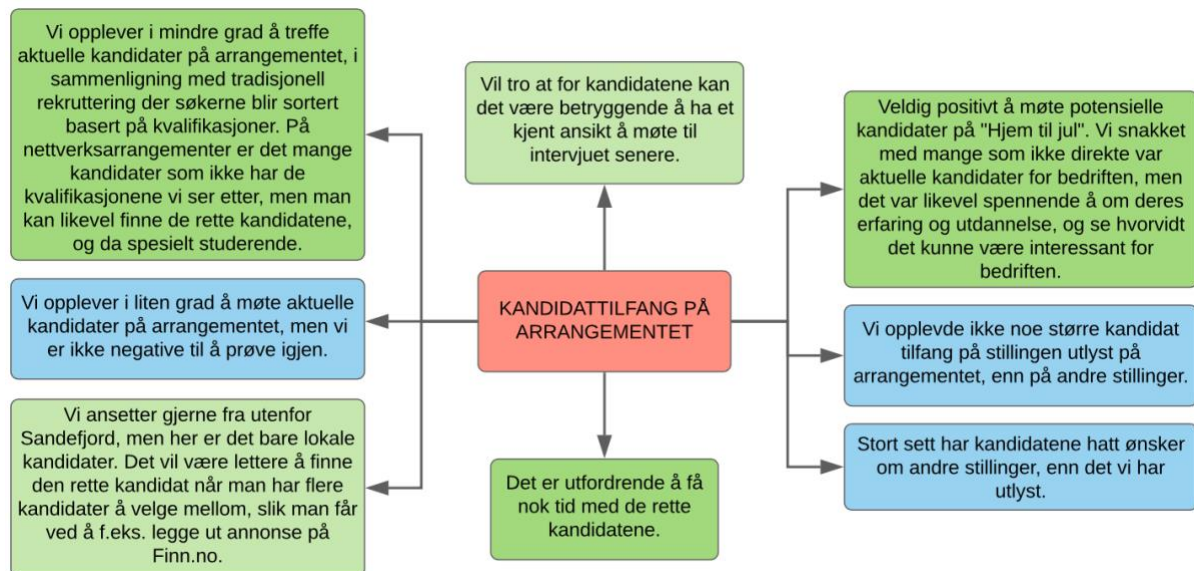 Vi opplever i mindre grad å treffe
aktuelle kandidater på arrangementet, i
sammenligning med tradisjonell
rekruttering der søkerne blir sortert
basert på kvalifikasjoner. På
nettverksarrangementer er det mange
kandidater som ikke har de
kvalifikasjonene vi ser etter, men man
kan likevel finne de rette kandidatene,
og da spesielt studerende.
Vi opplever i liten grad å møte aktuelle
kandidater på arrangementet, men vi
er ikke negative til å prøve igjen.
Vi ansetter gjerne fra utenfor
Sandefjord, men her er det bare lokale
kandidater. Det vil være lettere å finne
den rette kandidat når man har flere
kandidater å velge mellom, slik man får
ved å f.eks. legge ut annonse på
Finn.no.
Vil tro at for kandidatene kan
det være betryggende å ha et
kjent ansikt å møte til
intervjuet senere.
KANDIDATTILFANG PÅ
ARRANGEMENTET
Det er utfordrende å få
nok tid med de rette
kandidatene.
Veldig positivt å møte potensielle
kandidater på "Hjem til jul". Vi snakket
med mange som ikke direkte var
aktuelle kandidater for bedriften, men
det var likevel spennende å om deres
erfaring og utdannelse, og se hvorvidt
det kunne være interessant for
bedriften.
Vi opplevde ikke noe større kandidat
tilfang på stillingen utlyst på
arrangementet, enn på andre stillinger.
Stort sett har kandidatene hatt ønsker
om andre stillinger, enn det vi har
utlyst.